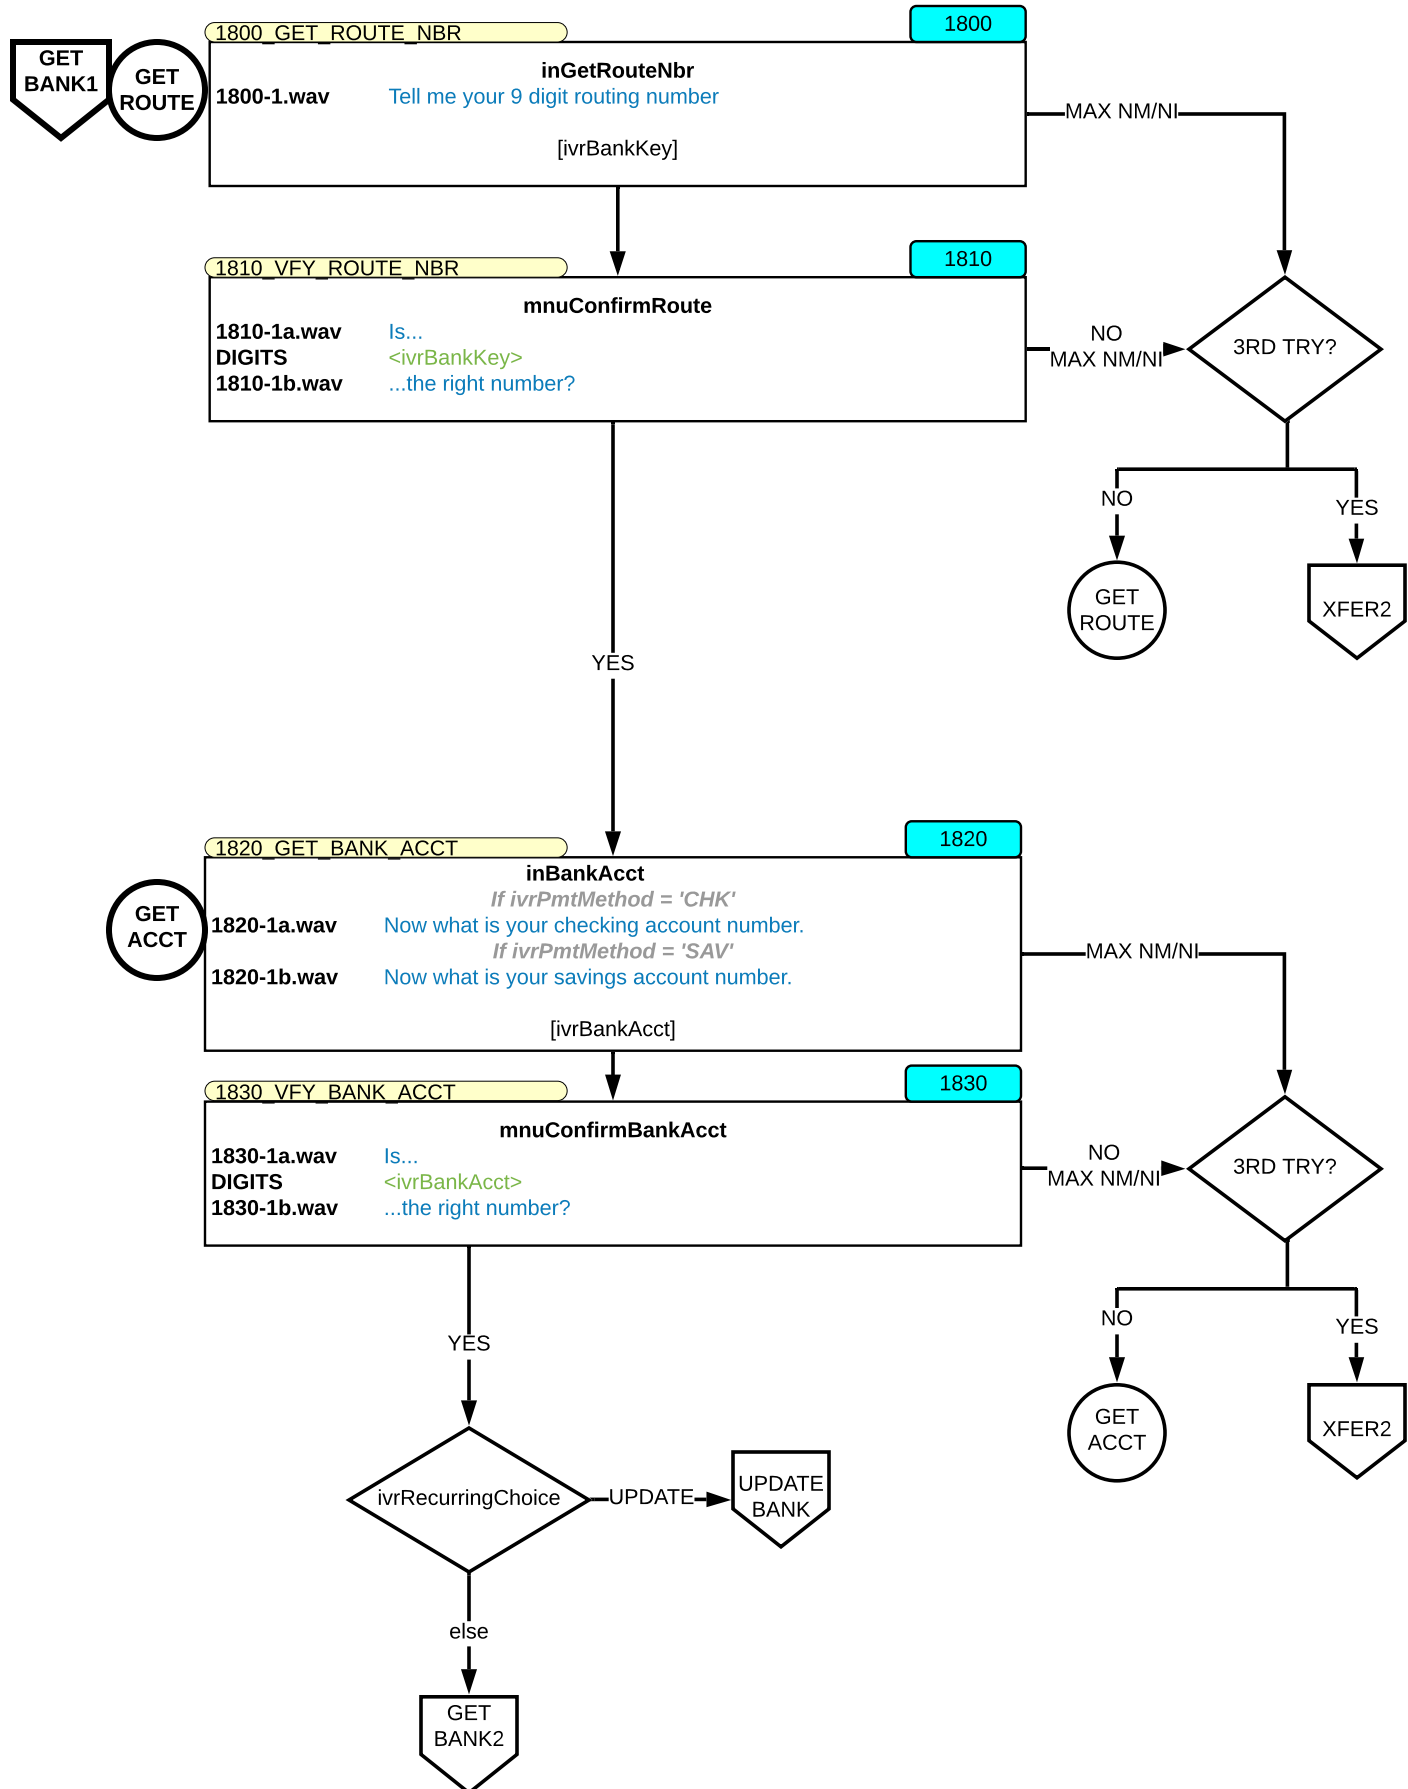 1800_GET_ROUTE_NBR
1800
GET
BANK1
GET
ROUTE
inGetRouteNbr
1800-1.wav Tell me your 9 digit routing number
[ivrBankKey]
MAX NM/NI
1810_VFY_ROUTE_NBR
1810
mnuConfirmRoute
1810-1a.wav Is...
DIGITS <ivrBankKey>
1810-1b.wav ...the right number?
NO
MAX NM/NI
3RD TRY?
NO
YES
GET
ROUTE
XFER2
YES
1820_GET_BANK_ACCT
1820
GET
ACCT
inBankAcct
If ivrPmtMethod = 'CHK'
1820-1a.wav Now what is your checking account number.
If ivrPmtMethod = 'SAV'
1820-1b.wav Now what is your savings account number.
[ivrBankAcct]
MAX NM/NI
1830_VFY_BANK_ACCT
1830
mnuConfirmBankAcct
1830-1a.wav Is...
DIGITS <ivrBankAcct>
1830-1b.wav ...the right number?
NO
MAX NM/NI
3RD TRY?
NO
YES
GET
ACCT
XFER2
YES
ivrRecurringChoice
UPDATE
UPDATE
BANK
else
GET
BANK2